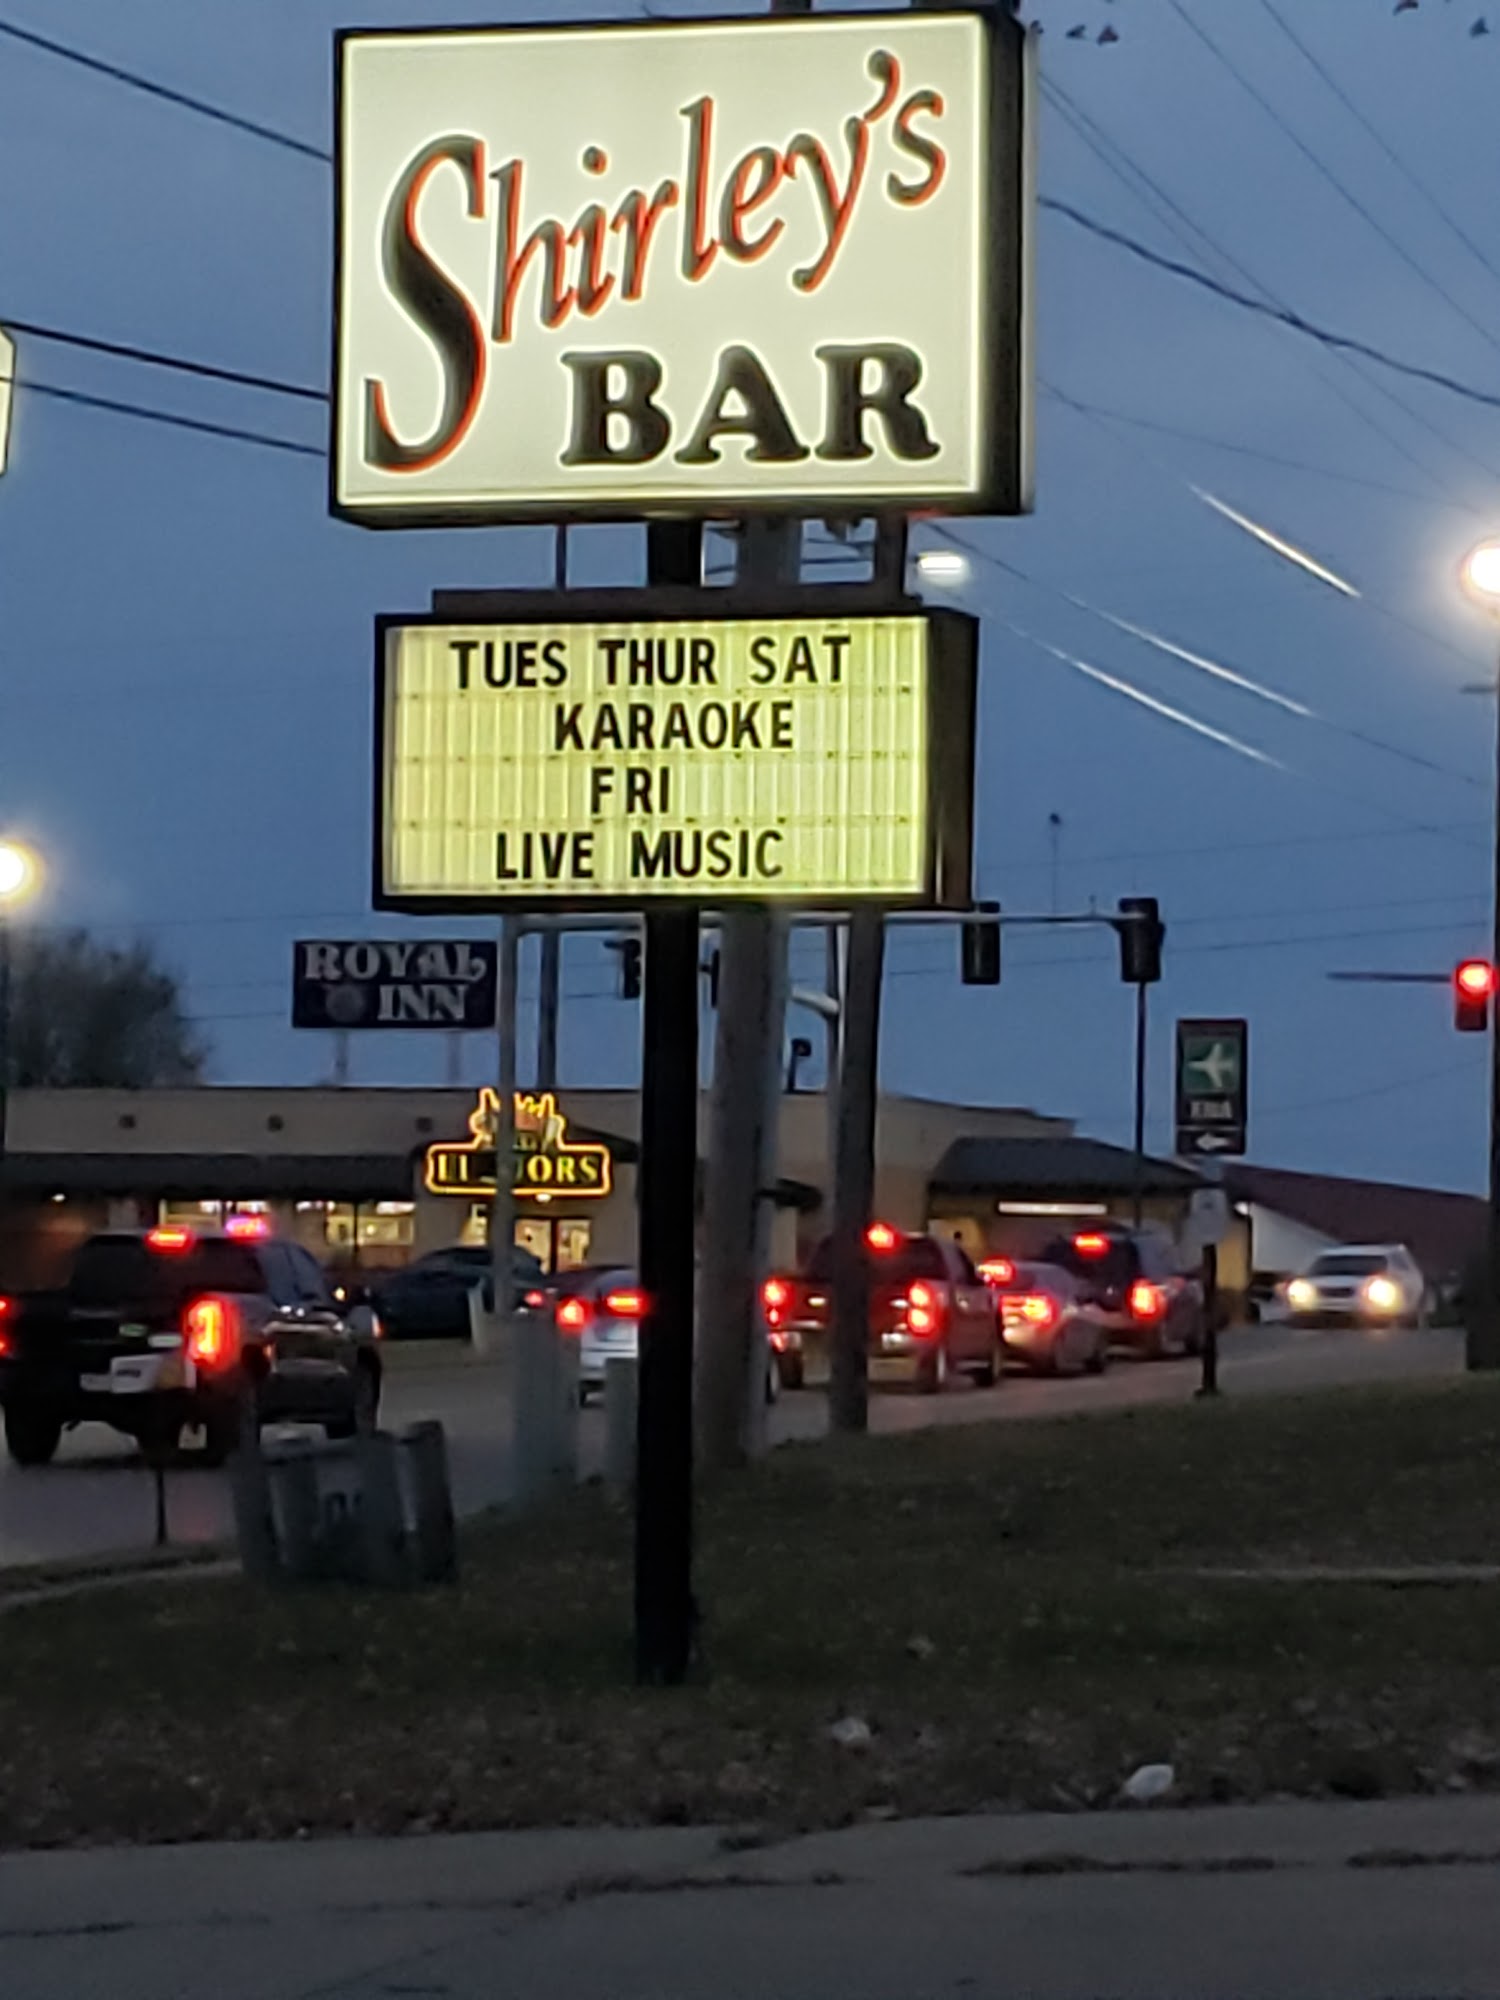 Shirley's
BAR
TUES THUR SAT
KARAOKE
FRI
LIVE MUSIC
ROYAL
INN